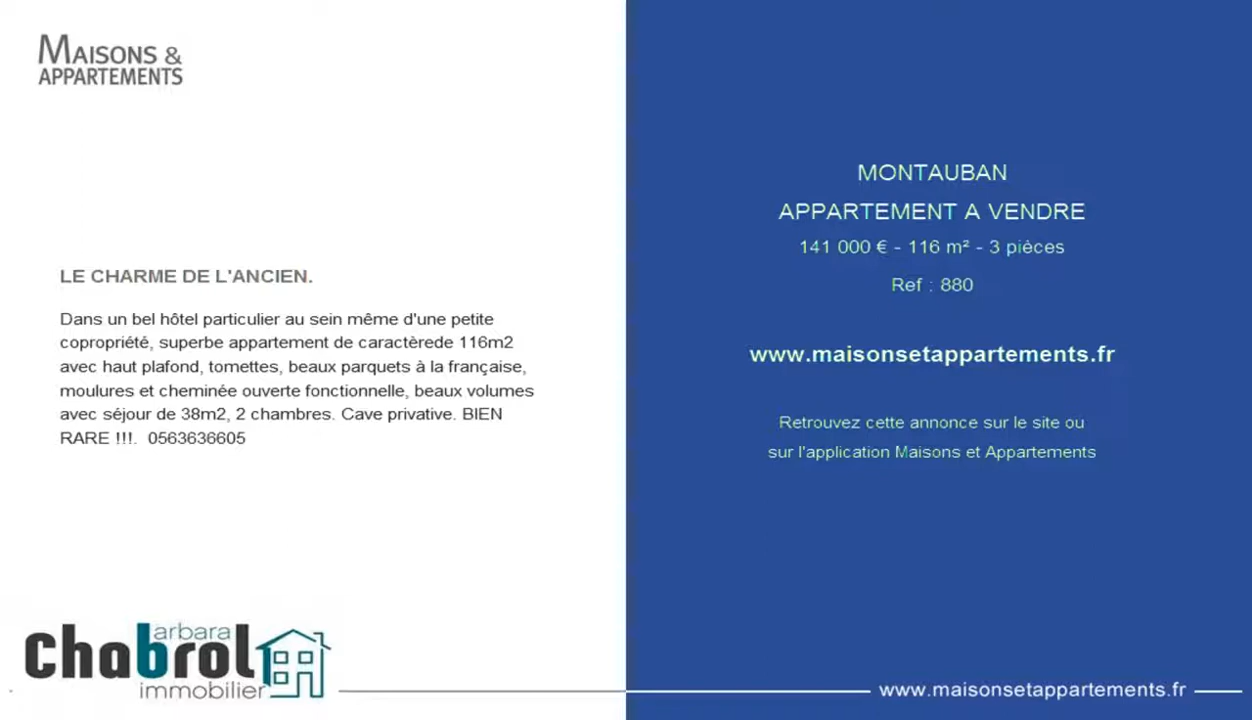 MAISONS &
APPARTEMENTS
LE CHARME DE L'ANCIEN.
Dans un bel hôtel particulier au sein même d'une petite
copropriété, superbe appartement de caractèrede 116m2
avec haut plafond, tomettes, beaux parquets à la française,
moulures et cheminée ouverte fonctionnelle, beaux volumes
avec séjour de 38m2, 2 chambres. Cave privative. BIEN
RARE !!!.  0563636605
MONTAUBAN
APPARTEMENT A VENDRE
141 000 € - 116 m² - 3 pièces
Ref : 880
www.maisonsetappartements.fr
Retrouvez cette annonce sur le site ou
sur l'application Maisons et Appartements
arbara
Chabrol
immobilier
www.maisonsetappartements.fr